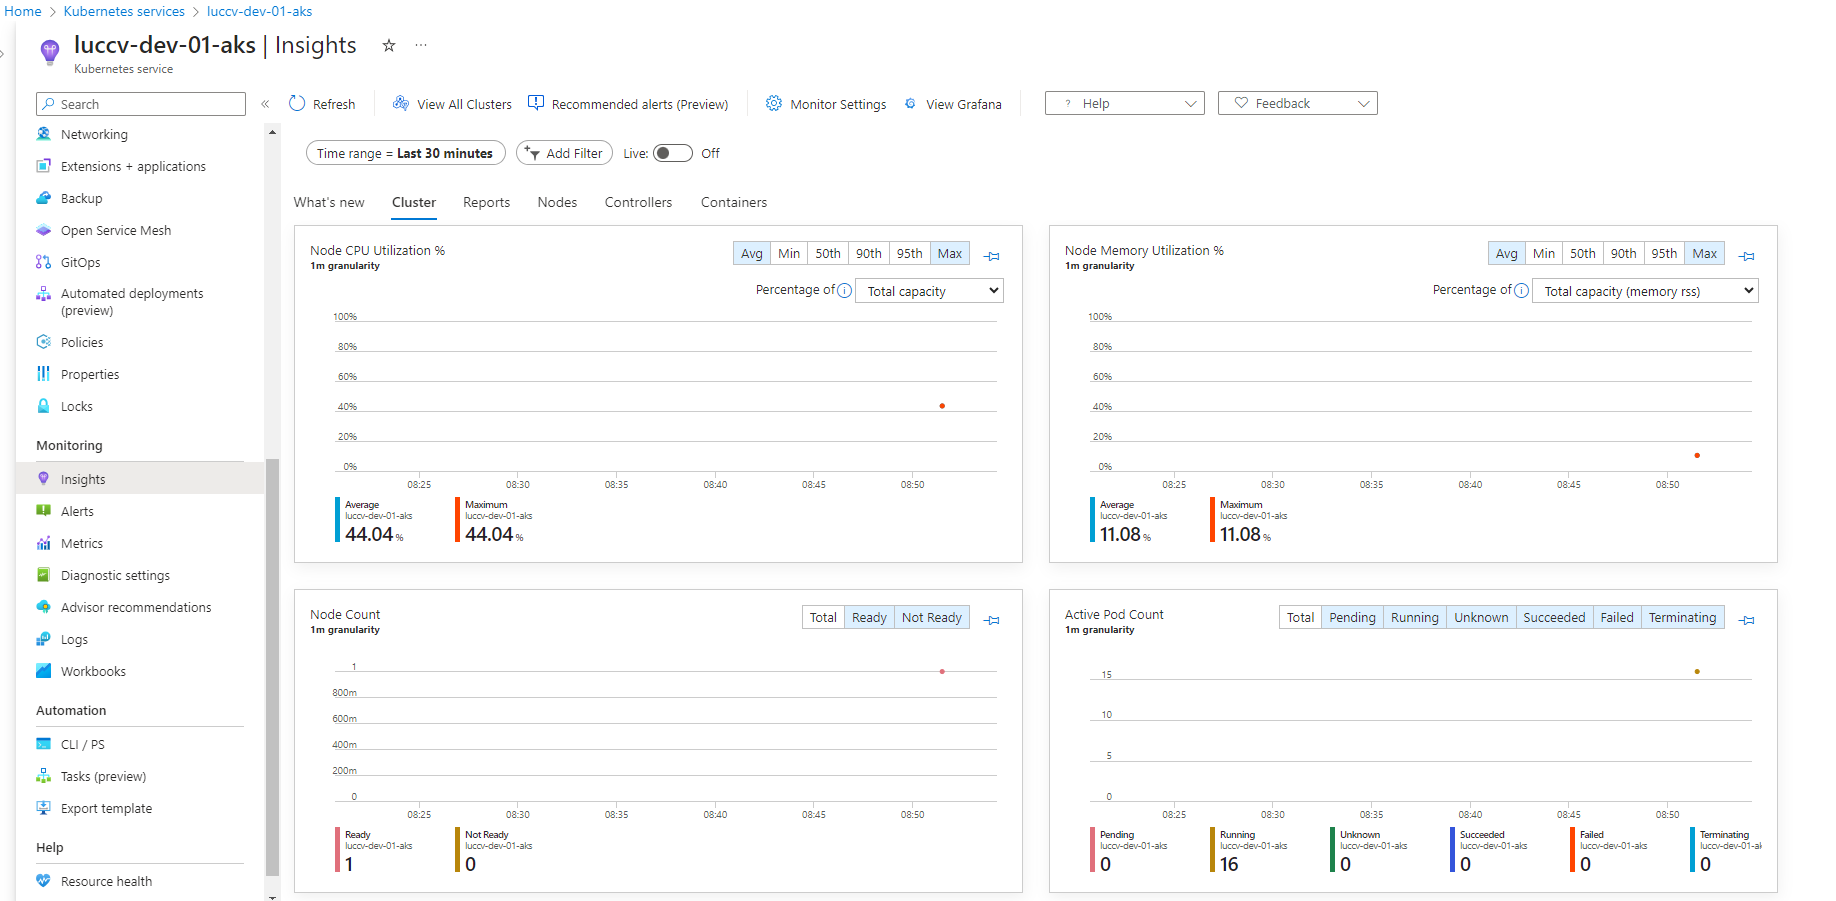 Home > Kubernetes services > luccv-dev-01-aks
luccv-dev-01-aks | Insights
Kubernetes service
Search
Networking
Extensions + applications
Backup
Open Service Mesh
GitOps
Automated deployments
(preview)
Policies
Properties
Locks
Monitoring
Insights
Alerts
Metrics
Diagnostic settings
Advisor recommendations
Logs
Workbooks
Automation
CLI / PS
Tasks (preview)
Export template
Help
Resource health
Refresh View All Clusters Recommended alerts (Preview) Monitor Settings View Grafana ? Help Feedback
Time range = Last 30 minutes Add Filter Live: Off
What's new Cluster Reports Nodes Controllers Containers
Node CPU Utilization %
1m granularity
Avg Min 50th 90th 95th Max
Percentage of Total capacity
100%
80%
60%
40%
20%
0%
08:25 08:30 08:35 08:40 08:45 08:50
Average Maximum
luccv-dev-01-aks luccv-dev-01-aks
44.04 % 44.04 %
Node Memory Utilization %
1m granularity
Avg Min 50th 90th 95th Max
Percentage of Total capacity (memory rss)
100%
80%
60%
40%
20%
0%
08:25 08:30 08:35 08:40 08:45 08:50
Average Maximum
luccv-dev-01-aks luccv-dev-01-aks
11.08 % 11.08 %
Node Count
1m granularity
Total Ready Not Ready
1
800m
600m
400m
200m
0
08:25 08:30 08:35 08:40 08:45 08:50
Ready Not Ready
luccv-dev-01-aks luccv-dev-01-aks
1 0
Active Pod Count
1m granularity
Total Pending Running Unknown Succeeded Failed Terminating
15
10
5
0
08:25 08:30 08:35 08:40 08:45 08:50
Pending Running Unknown Succeeded Failed Terminating
luccv-dev-01-aks luccv-dev-01-aks luccv-dev-01-aks luccv-dev-01-aks luccv-dev-01-aks luccv-dev-01-ak
0 16 0 0 0 0